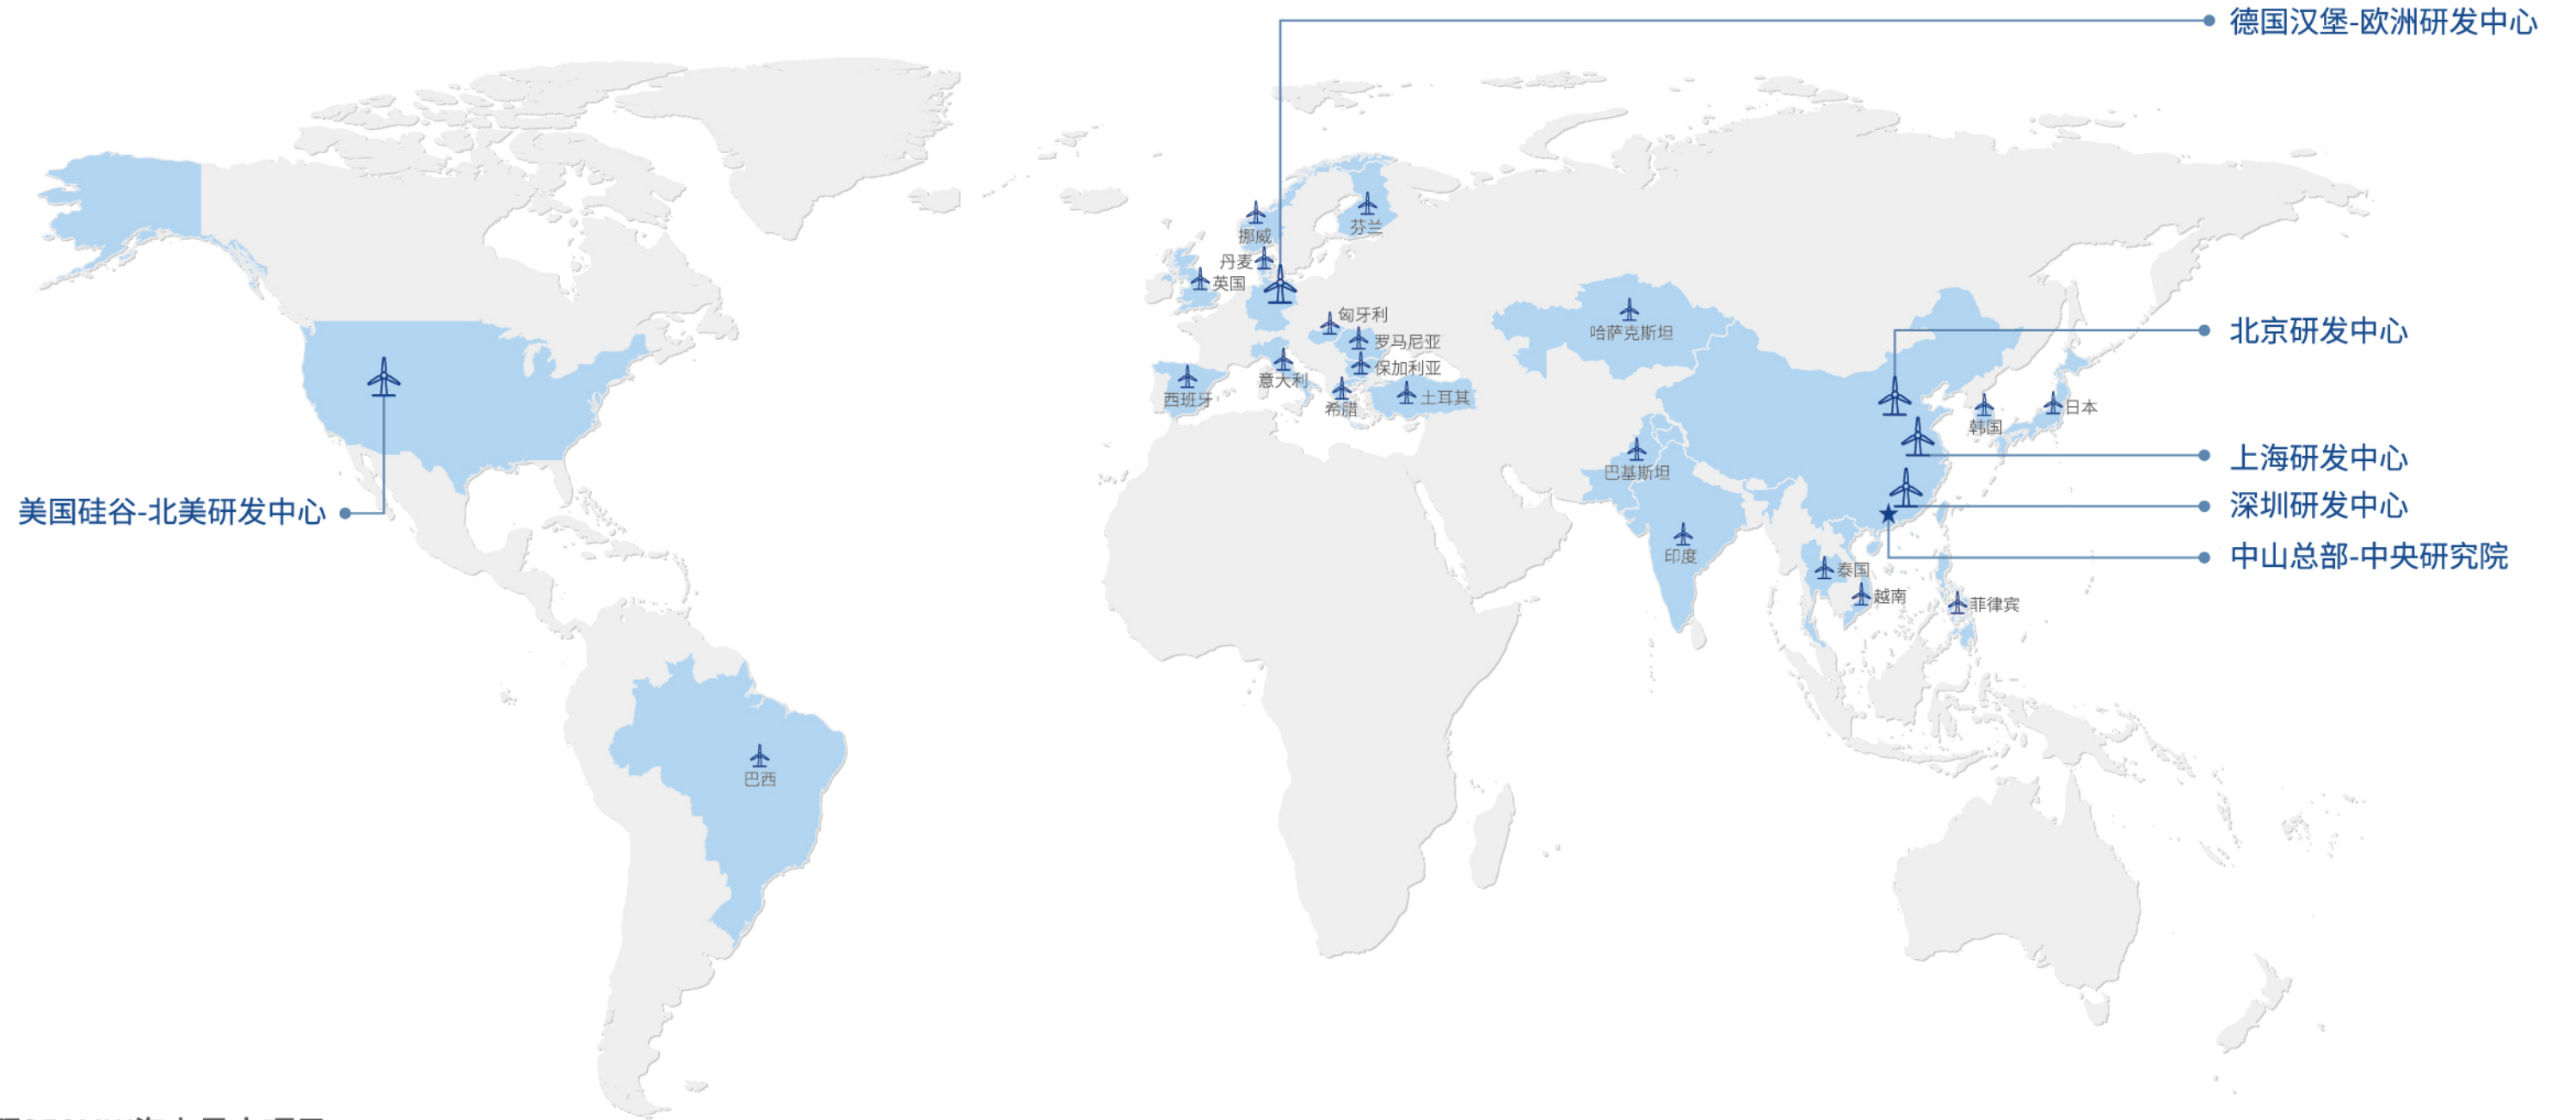 德国汉堡-欧洲研发中心
挪威
芬兰
丹麦
英国
匈牙利
哈萨克斯坦
北京研发中心
罗马尼亚
保加利亚
意大利
西班牙
希腊
土耳其
韩国
日本
上海研发中心
巴基斯坦
美国硅谷-北美研发中心
深圳研发中心
中山总部-中央研究院
印度
泰国
越南
菲律宾
巴西